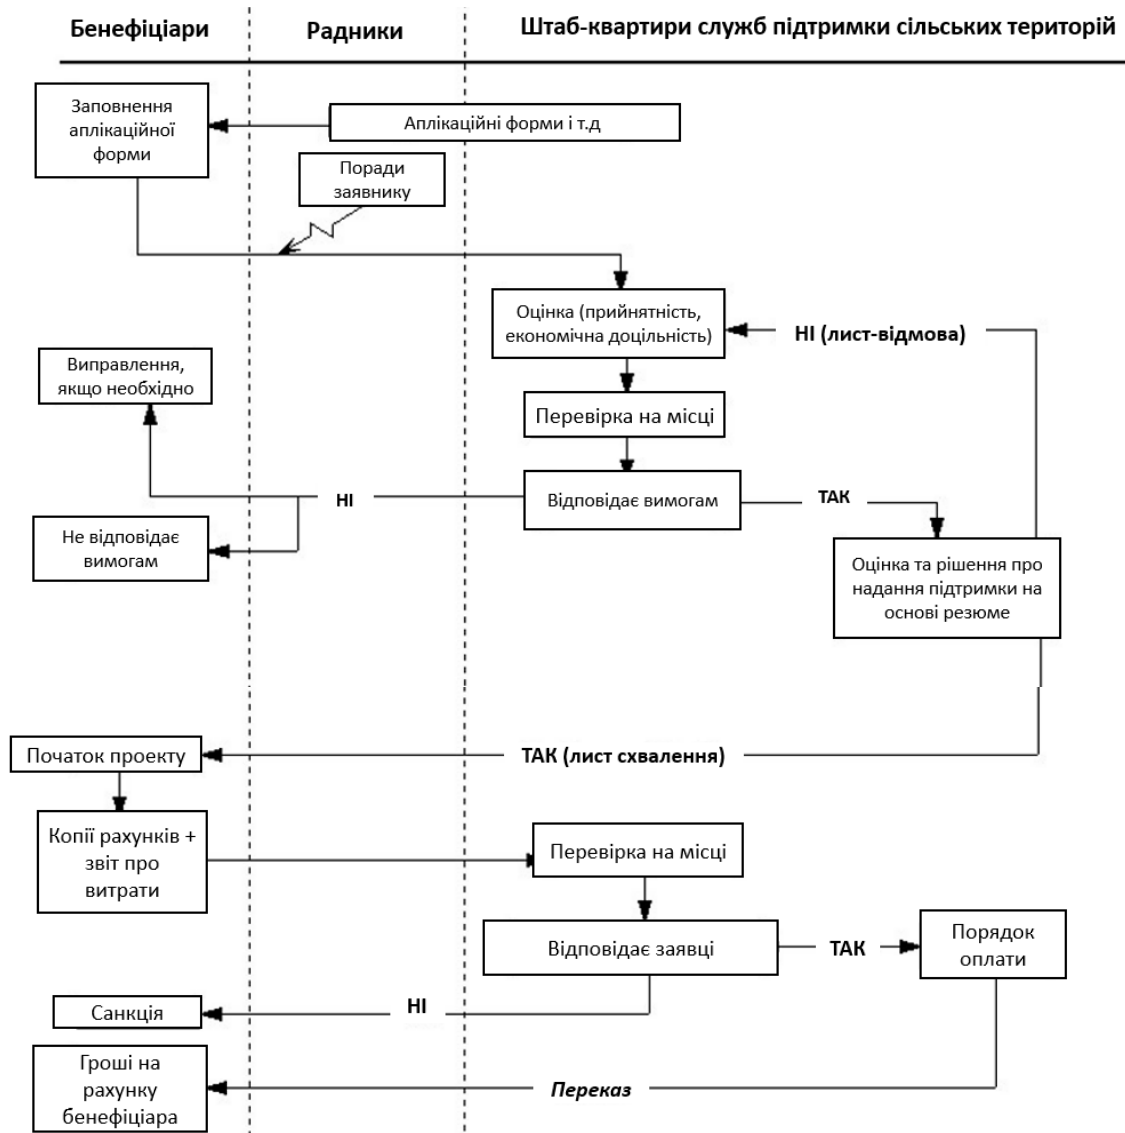 Бенефіціари
Радники
Штаб-квартири служб підтримки сільських територій
Заповнення
аплікаційної
форми
Аплікаційні форми і т.д
Поради
заявнику
Оцінка (прийнятність,
економічна доцільність)
НІ (лист-відмова)
Виправлення,
якщо необхідно
Перевірка на місці
НІ
Відповідає вимогам
ТАК
Не відповідає
вимогам
Оцінка та рішення про
надання підтримки на
основі резюме
Початок проекту
ТАК (лист схвалення)
Копії рахунків +
звіт про
витрати
Перевірка на місці
Відповідає заявці
ТАК
Порядок
оплати
Санкція
НІ
Гроші на
рахунку
бенефіціара
Переказ